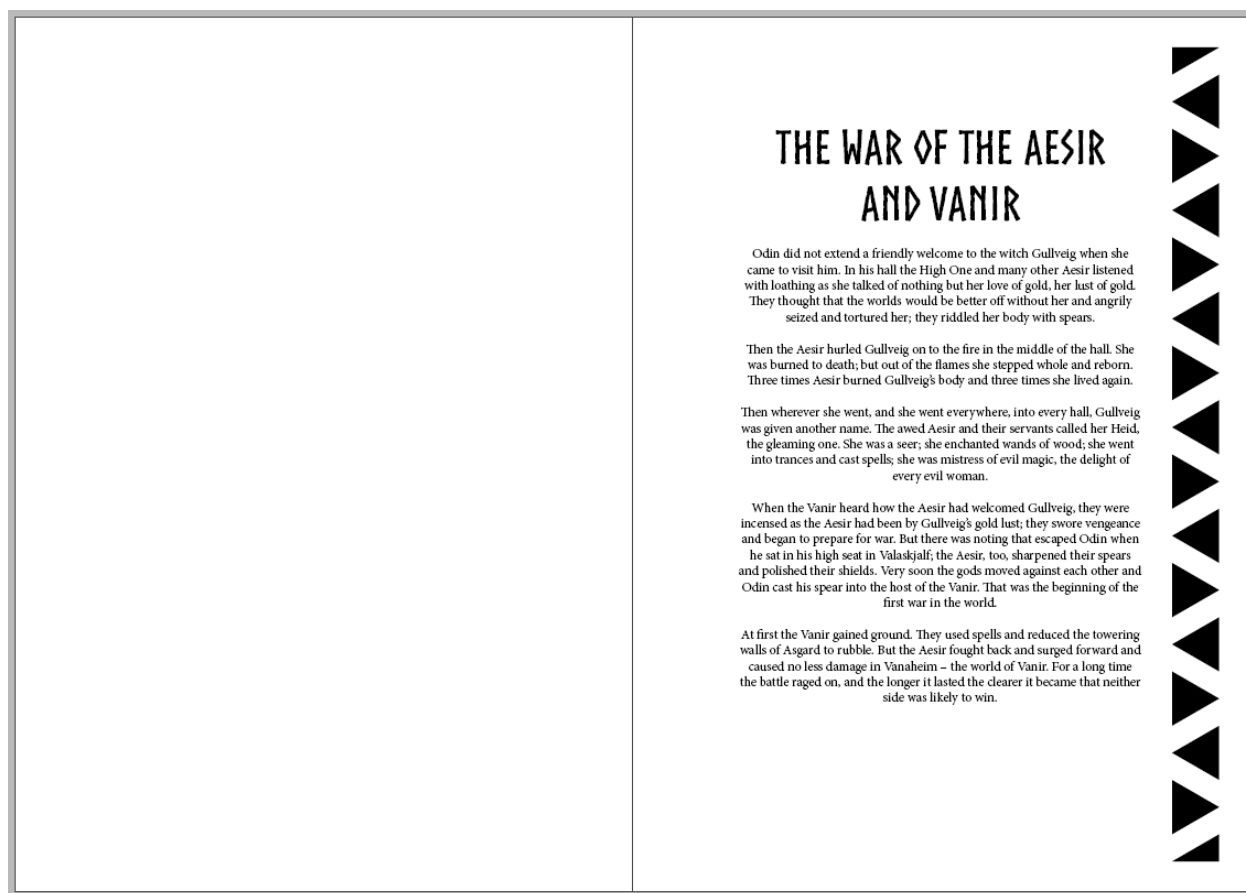 THE WAR OF THE AESIR
AND VANIR
Odin did not extend a friendly welcome to the witch Gullveig when she
came to visit him. In his hall the High One and many other Aesir listened
with loathing as she talked of nothing but her love of gold, her lust of gold.
They thought that the worlds would be better off without her and angrily
seized and tortured her; they riddled her body with spears.
Then the Aesir hurled Gullveig on to the fire in the middle of the hall. She
was burned to death; but out of the flames she stepped whole and reborn.
Three times Aesir burned Gullveig's body and three times she lived again.
Then wherever she went, and she went everywhere, into every hall, Gullveig
was given another name. The awed Aesir and their servants called her Heid,
the gleaming one. She was a seer; she enchanted wands of wood; she went
into trances and cast spells; she was mistress of evil magic, the delight of
every evil woman.
When the Vanir heard how the Aesir had welcomed Gullveig, they were
incensed as the Aesir had been by Gullveig's gold lust; they swore vengeance
and began to prepare for war. But there was noting that escaped Odin when
he sat in his high seat in Valaskjalf; the Aesir, too, sharpened their spears
and polished their shields. Very soon the gods moved against each other and
Odin cast his spear into the host of the Vanir. That was the beginning of the
first war in the world.
At first the Vanir gained ground. They used spells and reduced the towering
walls of Asgard to rubble. But the Aesir fought back and surged forward and
caused no less damage in Vanaheim – the world of Vanir. For a long time
the battle raged on, and the longer it lasted the clearer it became that neither
side was likely to win.